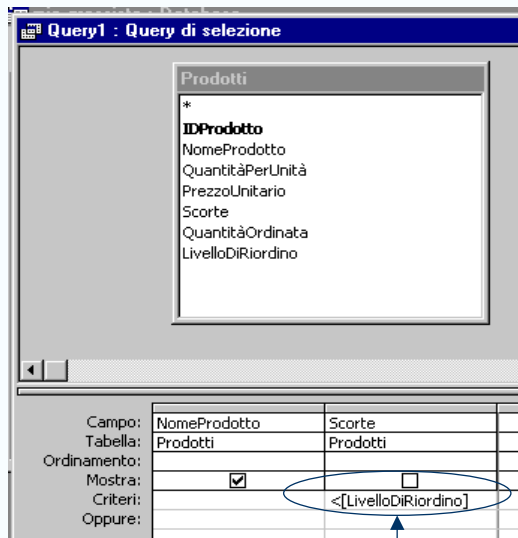 Query1 : Query di selezione
Prodotti
*
IDProdotto
NomeProdotto
QuantitàPerUnità
PrezzoUnitario
Scorte
QuantitàOrdinata
LivelloDiRiordino
Campo: NomeProdotto Scorte
Tabella: Prodotti Prodotti
Ordinamento:
Mostra:
Criteri: <[LivelloDiRiordino]
Oppure: